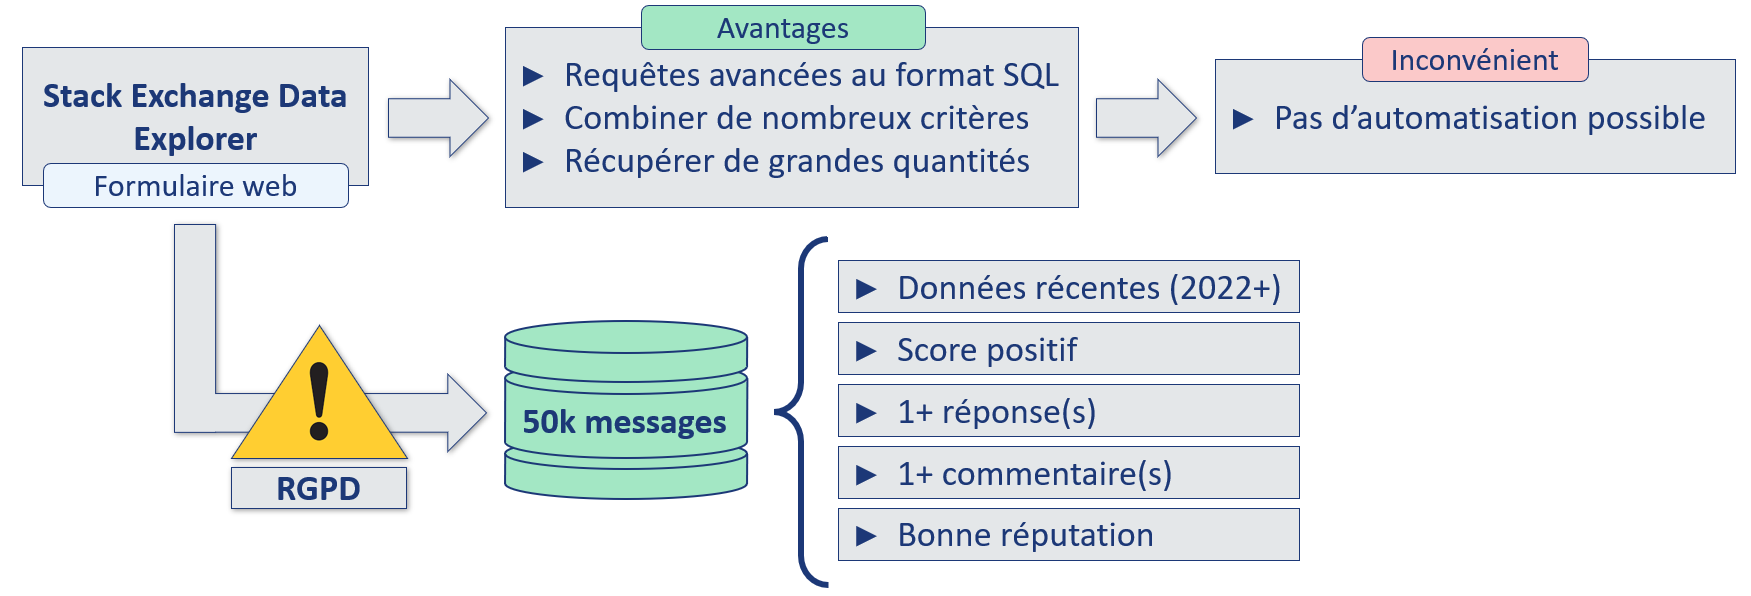 Stack Exchange Data
Explorer
Formulaire web
Avantages
► Requêtes avancées au format SQL
► Combiner de nombreux critères
► Récupérer de grandes quantités
Inconvénient
► Pas d’automatisation possible
RGPD
50k messages
► Données récentes (2022+)
► Score positif
► 1+ réponse(s)
► 1+ commentaire(s)
► Bonne réputation